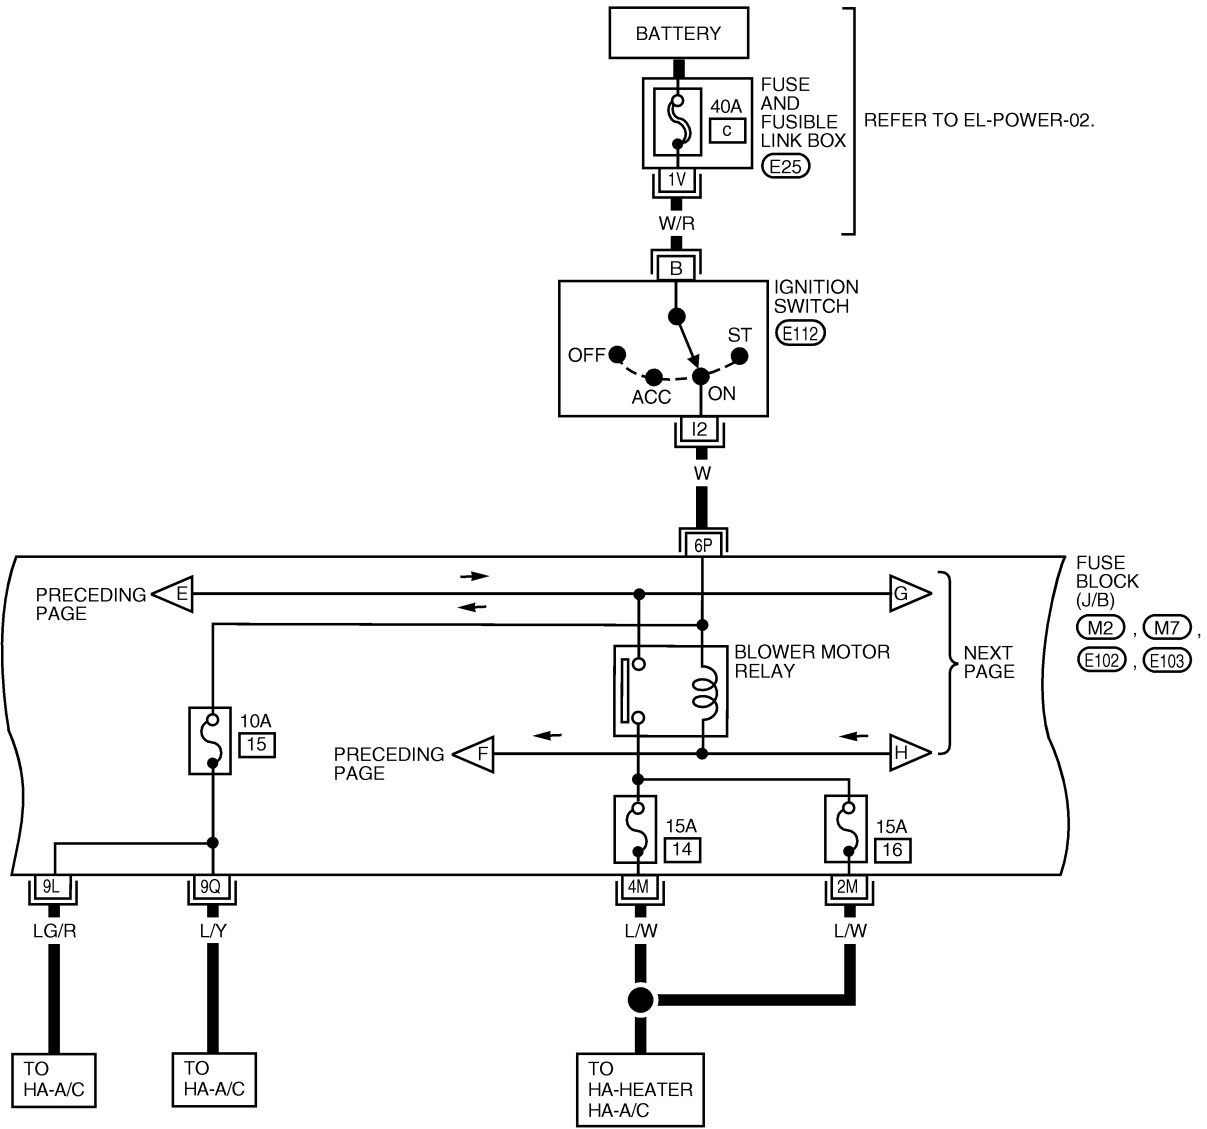 BATTERY
40A
c
FUSE
AND
FUSIBLE
LINK BOX
E25
REFER TO EL-POWER-02.
1V
W/R
B
IGNITION
SWITCH
E112
OFF
ACC
ON
ST
I2
W
6P
FUSE
BLOCK
(J/B)
M2 , M7 ,
E102 , E103
PRECEDING
PAGE
E
G
NEXT
PAGE
BLOWER MOTOR
RELAY
10A
15
PRECEDING
PAGE
F
H
15A
14
15A
16
9L
9Q
4M
2M
LG/R
L/Y
L/W
L/W
TO
HA-A/C
TO
HA-A/C
TO
HA-HEATER
HA-A/C